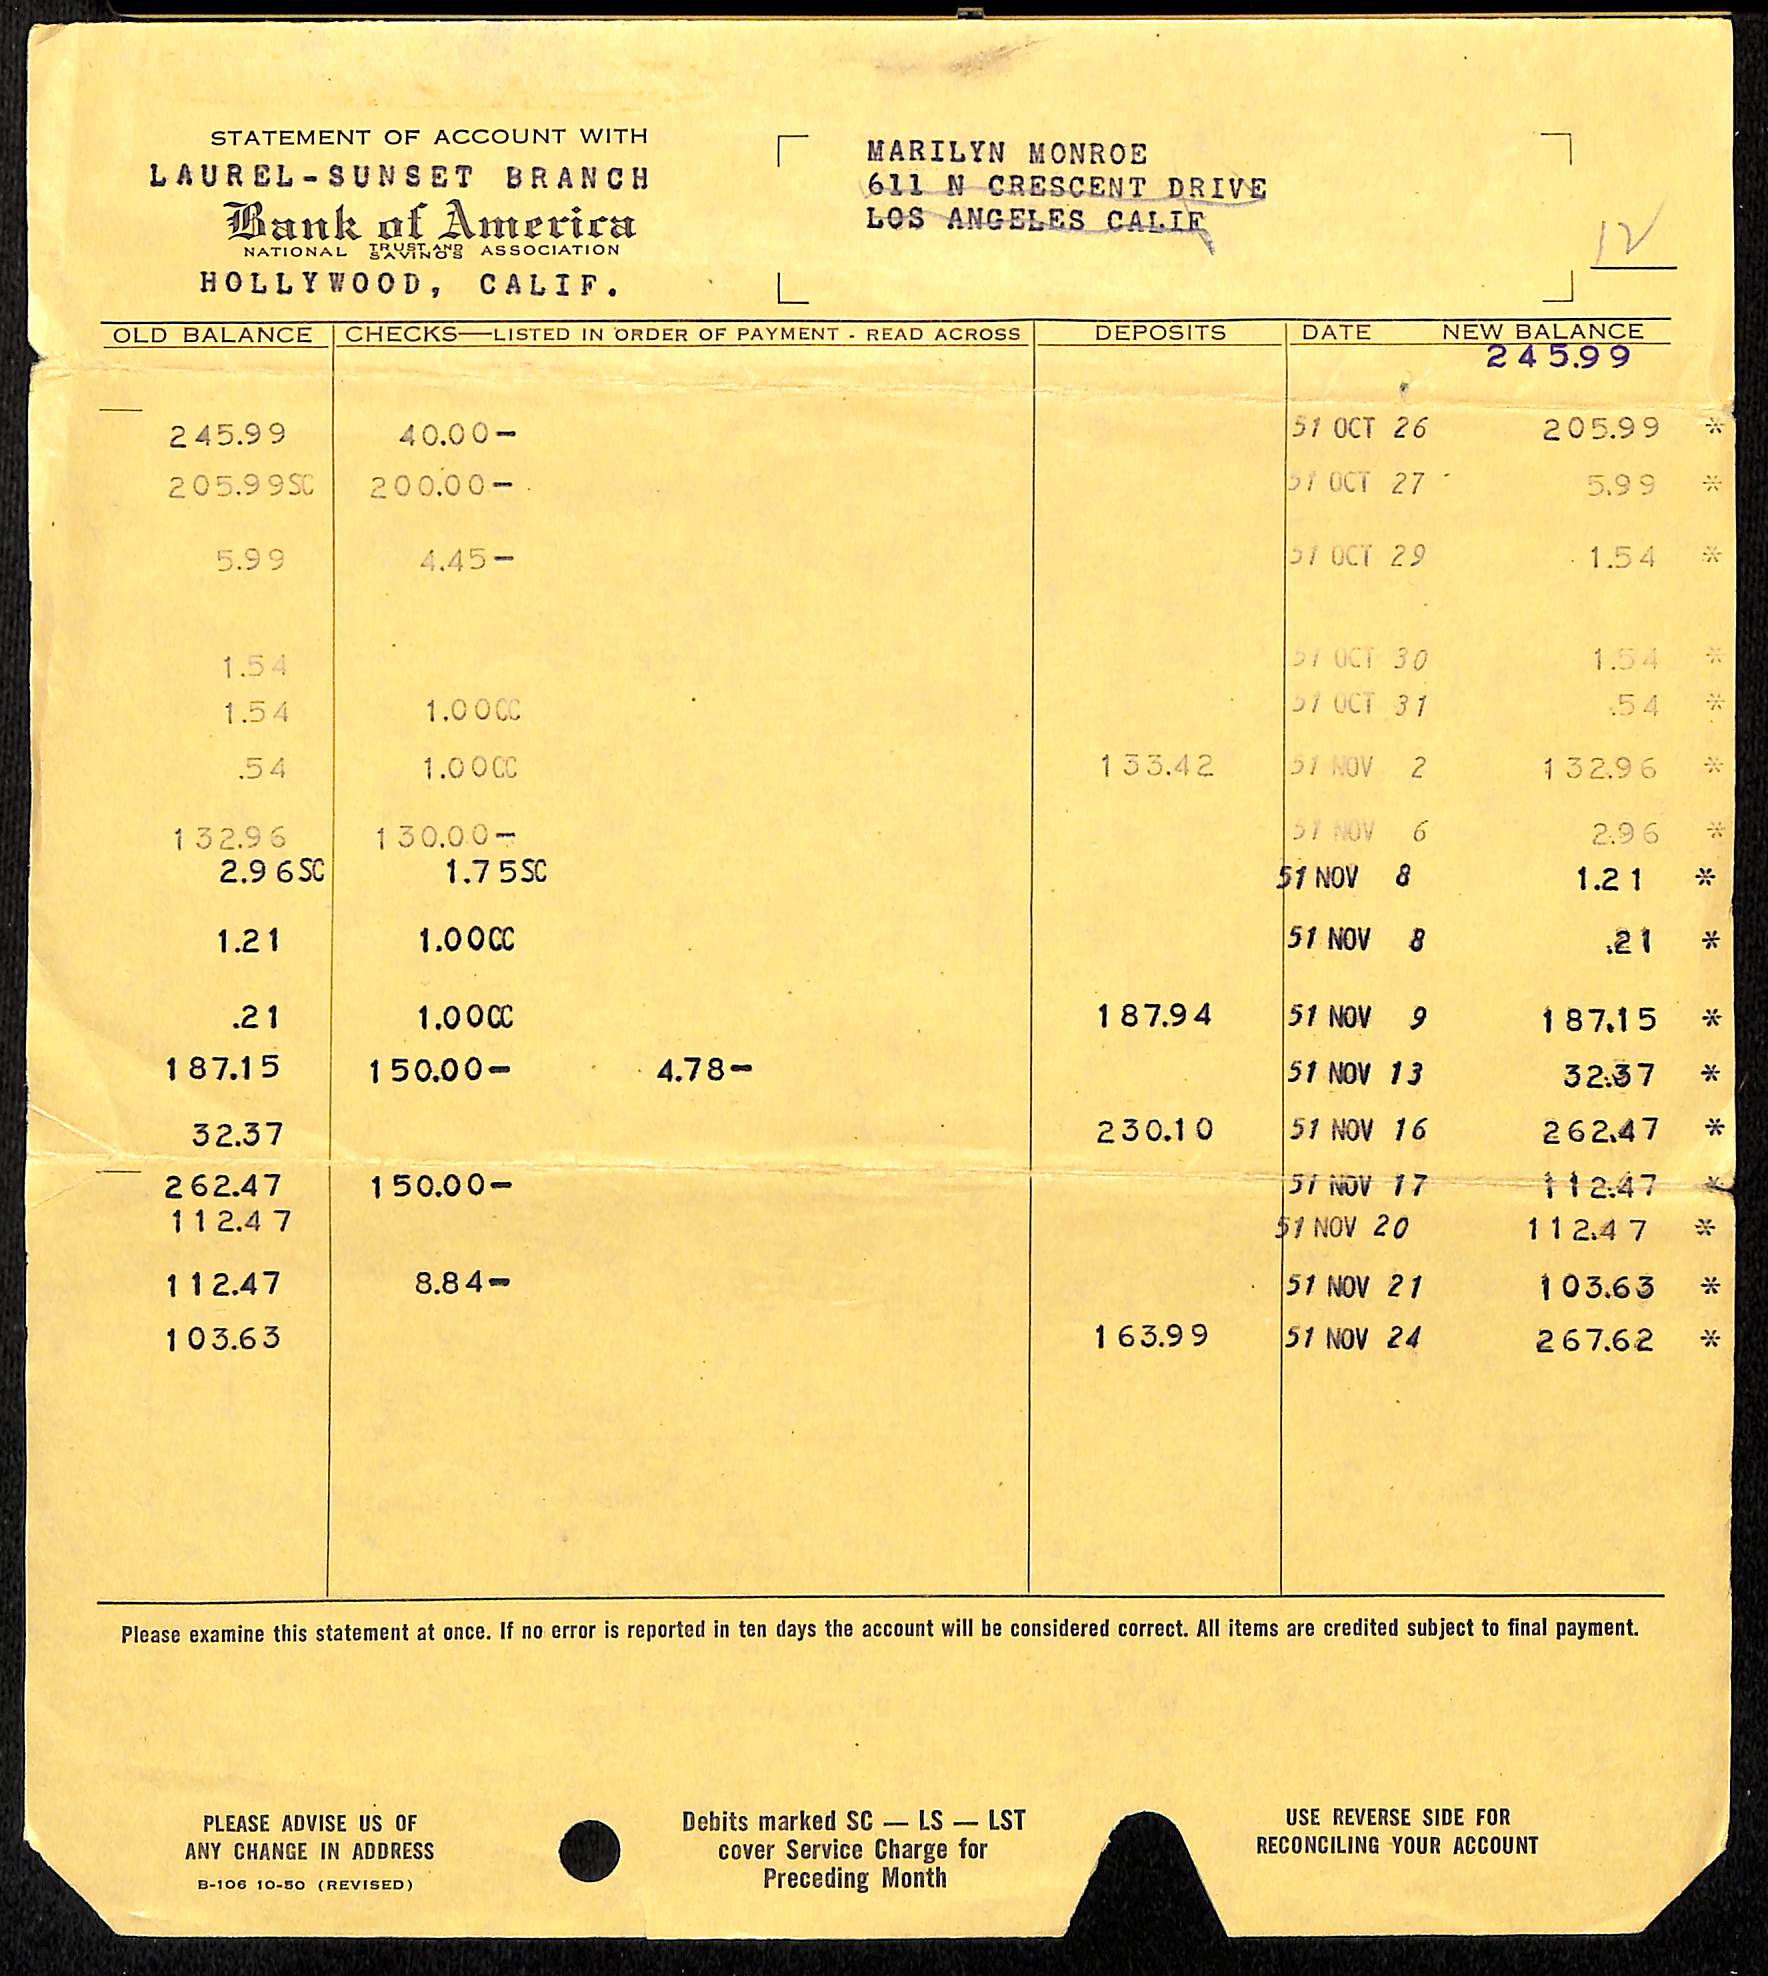 STATEMENT OF ACCOUNT WITH
LAUREL-SUNSET BRANCH
Bank of America
NATIONAL TRUST AND SAVINGS ASSOCIATION
HOLLYWOOD, CALIF.
MARILYN MONROE
611 N CRESCENT DRIVE
LOS ANGELES CALIF
12
OLD BALANCE CHECKS—LISTED IN ORDER OF PAYMENT - READ ACROSS DEPOSITS DATE NEW BALANCE
245.99
245.99 40.00- 51 OCT 26 205.99 *
205.99SC 200.00- 51 OCT 27 5.99 *
5.99 4.45- 51 OCT 29 1.54 *
1.54 51 OCT 30 1.54 *
1.54 1.00CC 51 OCT 31 .54 *
.54 1.00CC 133.42 51 NOV 2 132.96 *
132.96 130.00- 51 NOV 6 2.96 *
2.96SC 1.75SC 51 NOV 8 1.21 *
1.21 1.00CC 51 NOV 8 .21 *
.21 1.00CC 187.94 51 NOV 9 187.15 *
187.15 150.00- 4.78- 51 NOV 13 32.37 *
32.37 230.10 51 NOV 16 262.47 *
262.47 150.00- 51 NOV 17 112.47 *
112.47 51 NOV 20 112.47 *
112.47 8.84- 51 NOV 21 103.63 *
103.63 163.99 51 NOV 24 267.62 *
Please examine this statement at once. If no error is reported in ten days the account will be considered correct. All items are credited subject to final payment.
PLEASE ADVISE US OF
ANY CHANGE IN ADDRESS
B-106 10-50 (REVISED)
Debits marked SC — LS — LST
cover Service Charge for
Preceding Month
USE REVERSE SIDE FOR
RECONCILING YOUR ACCOUNT